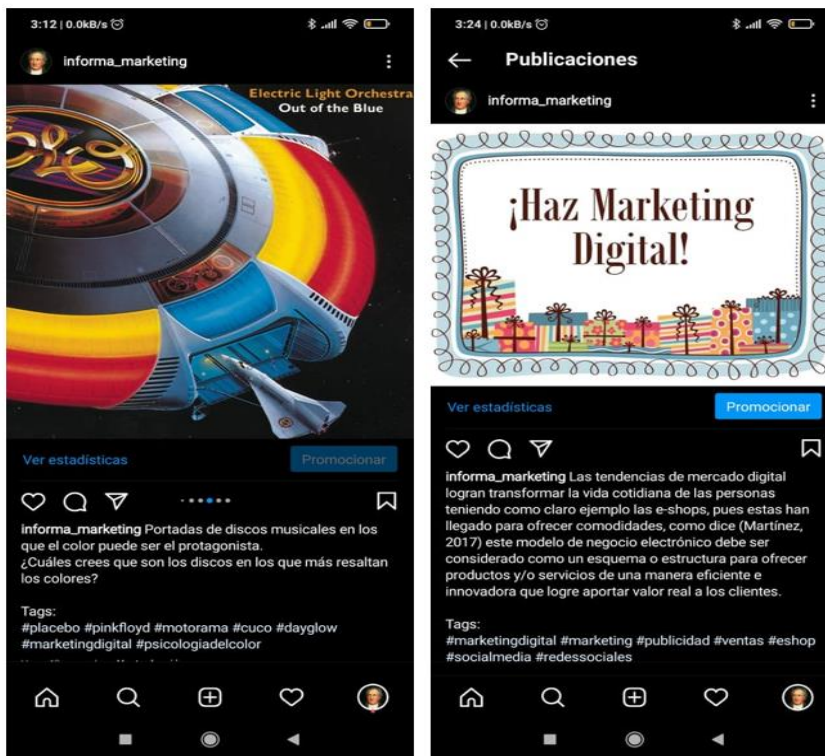 3:12 | 0.0kB/s
informa_marketing
Electric Light Orchestra
Out of the Blue
Ver estadísticas
Promocionar
informa_marketing Portadas de discos musicales en los
que el color puede ser el protagonista.
¿Cuáles crees que son los discos en los que más resaltan
los colores?
Tags:
#placebo #pinkfloyd #motorama #cuco #dayglow
#marketingdigital #psicologiadelcolor
3:24 | 0.0kB/s
Publicaciones
informa_marketing
¡Haz Marketing
Digital!
Ver estadísticas
Promocionar
informa_marketing Las tendencias de mercado digital
logran transformar la vida cotidiana de las personas
teniendo como claro ejemplo las e-shops, pues estas han
llegado para ofrecer comodidades, como dice (Martínez,
2017) este modelo de negocio electrónico debe ser
considerado como un esquema o estructura para ofrecer
productos y/o servicios de una manera eficiente e
innovadora que logre aportar valor real a los clientes.
Tags:
#marketingdigital #marketing #publicidad #ventas #eshop
#socialmedia #redessociales